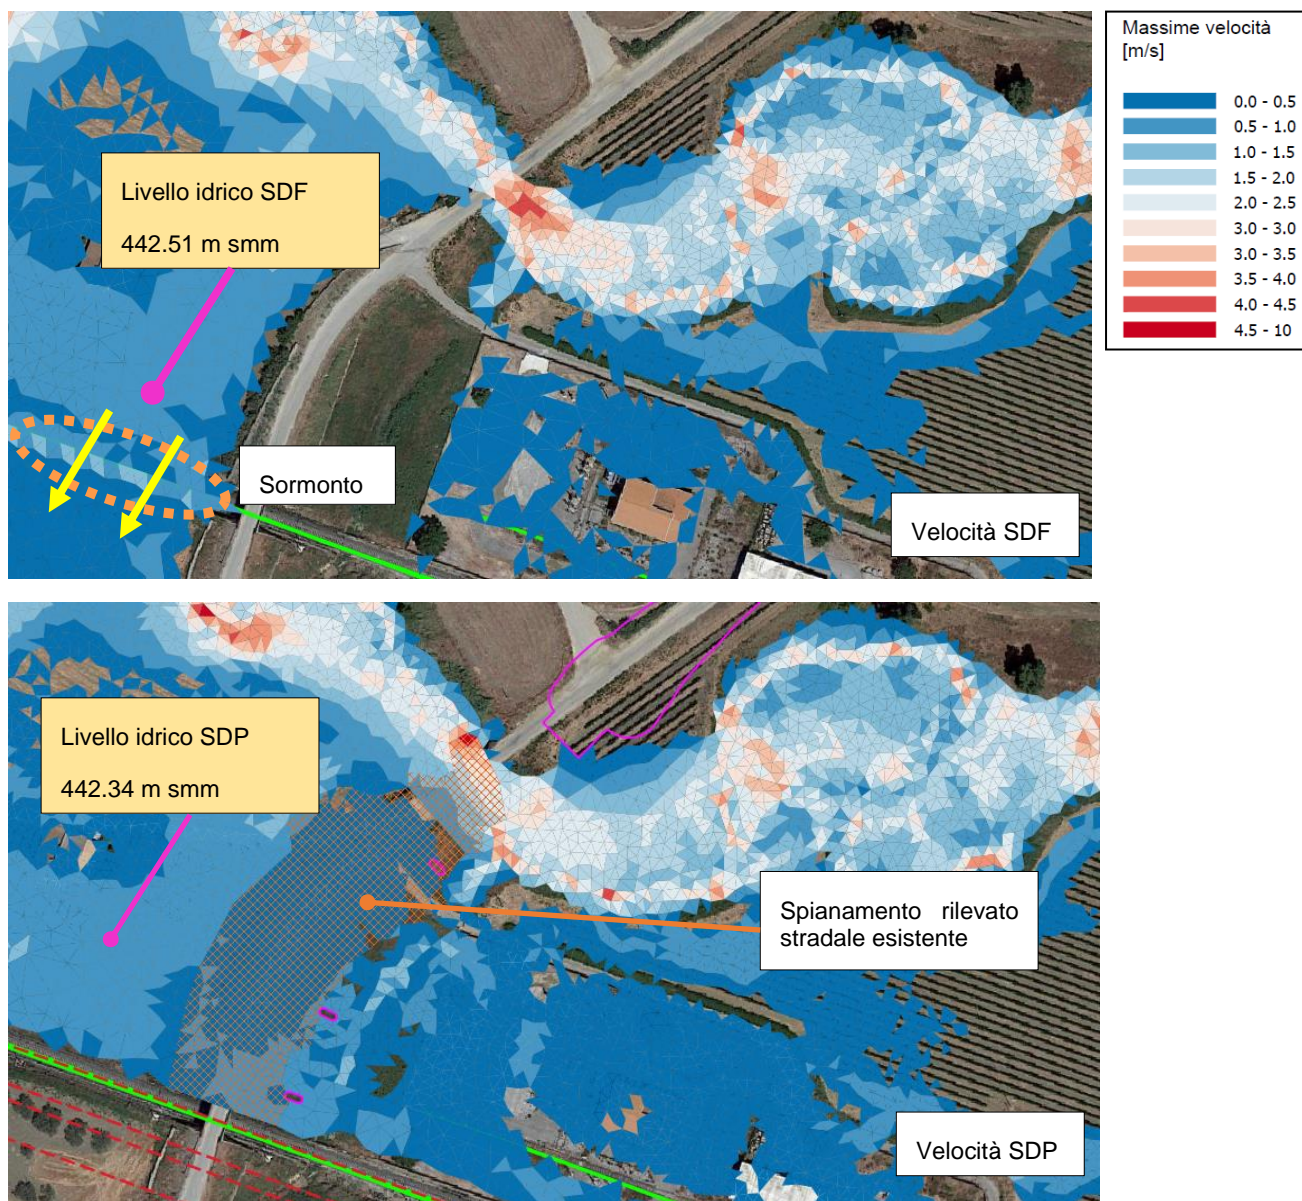 Massime velocità
[m/s]
0.0 - 0.5
0.5 - 1.0
1.0 - 1.5
1.5 - 2.0
2.0 - 2.5
3.0 - 3.0
3.0 - 3.5
3.5 - 4.0
4.0 - 4.5
4.5 - 10
Livello idrico SDF
442.51 m smm
Sormonto
Velocità SDF
Livello idrico SDP
442.34 m smm
Spianamento rilevato
stradale esistente
Velocità SDP